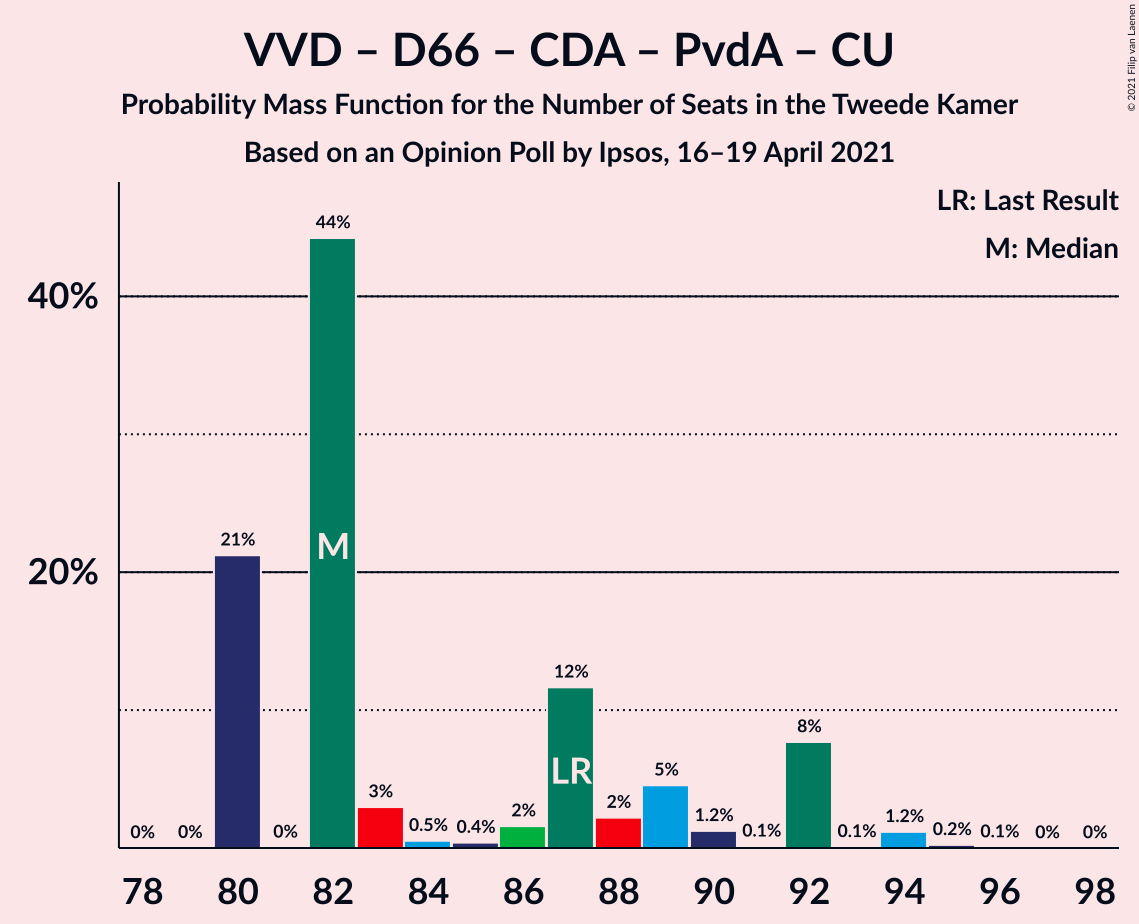 VVD – D66 – CDA – PvdA – CU
Probability Mass Function for the Number of Seats in the Tweede Kamer
Based on an Opinion Poll by Ipsos, 16–19 April 2021
© 2021 Filip van Laenen
LR: Last Result
M: Median
40%
20%
0%
0%
21%
0%
44%
M
3%
0.5%
0.4%
2%
12%
LR
2%
5%
1.2%
0.1%
8%
0.1%
1.2%
0.2%
0.1%
0%
0%
78 80 82 84 86 88 90 92 94 96 98